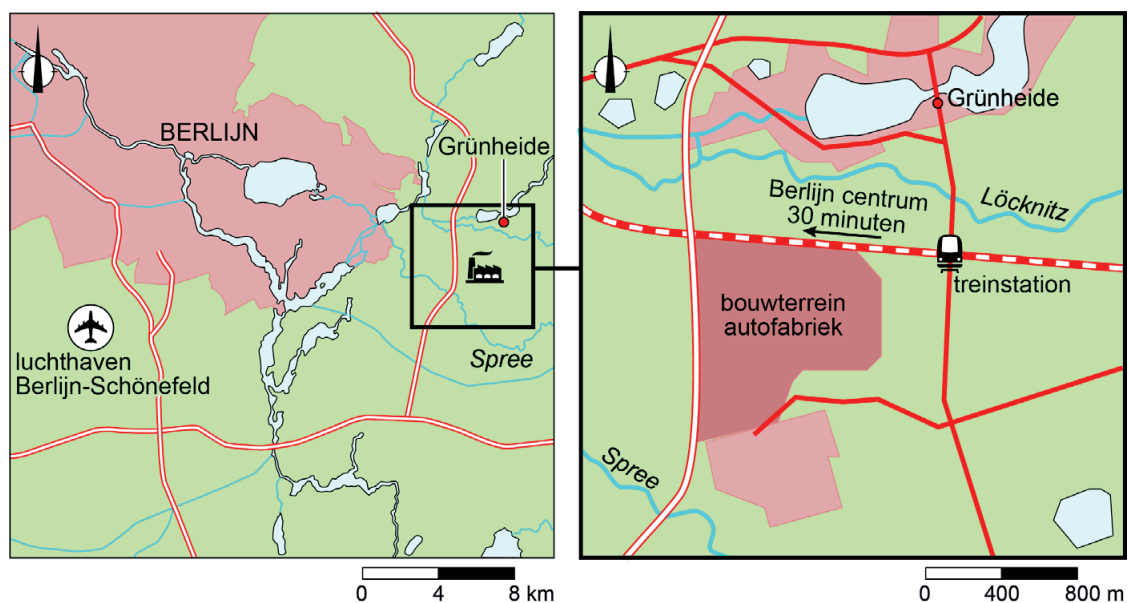 BERLIJN
Grünheide
luchthaven
Berlijn-Schönefeld
Spree
0 4 8 km
Grünheide
Berlijn centrum
30 minuten
Löcknitz
treinstation
bouwterrein
autofabriek
Spree
0 400 800 m